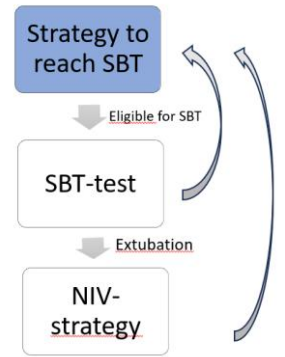 Strategy to
reach SBT
Eligible for SBT
SBT-test
Extubation
NIV-
strategy